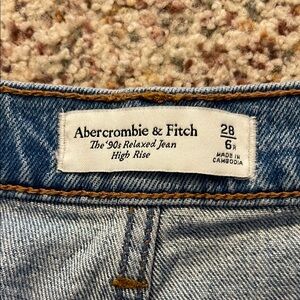 Abercrombie & Fitch
The '90s Relaxed Jean
High Rise
28
6R
MADE IN
CAMBODIA